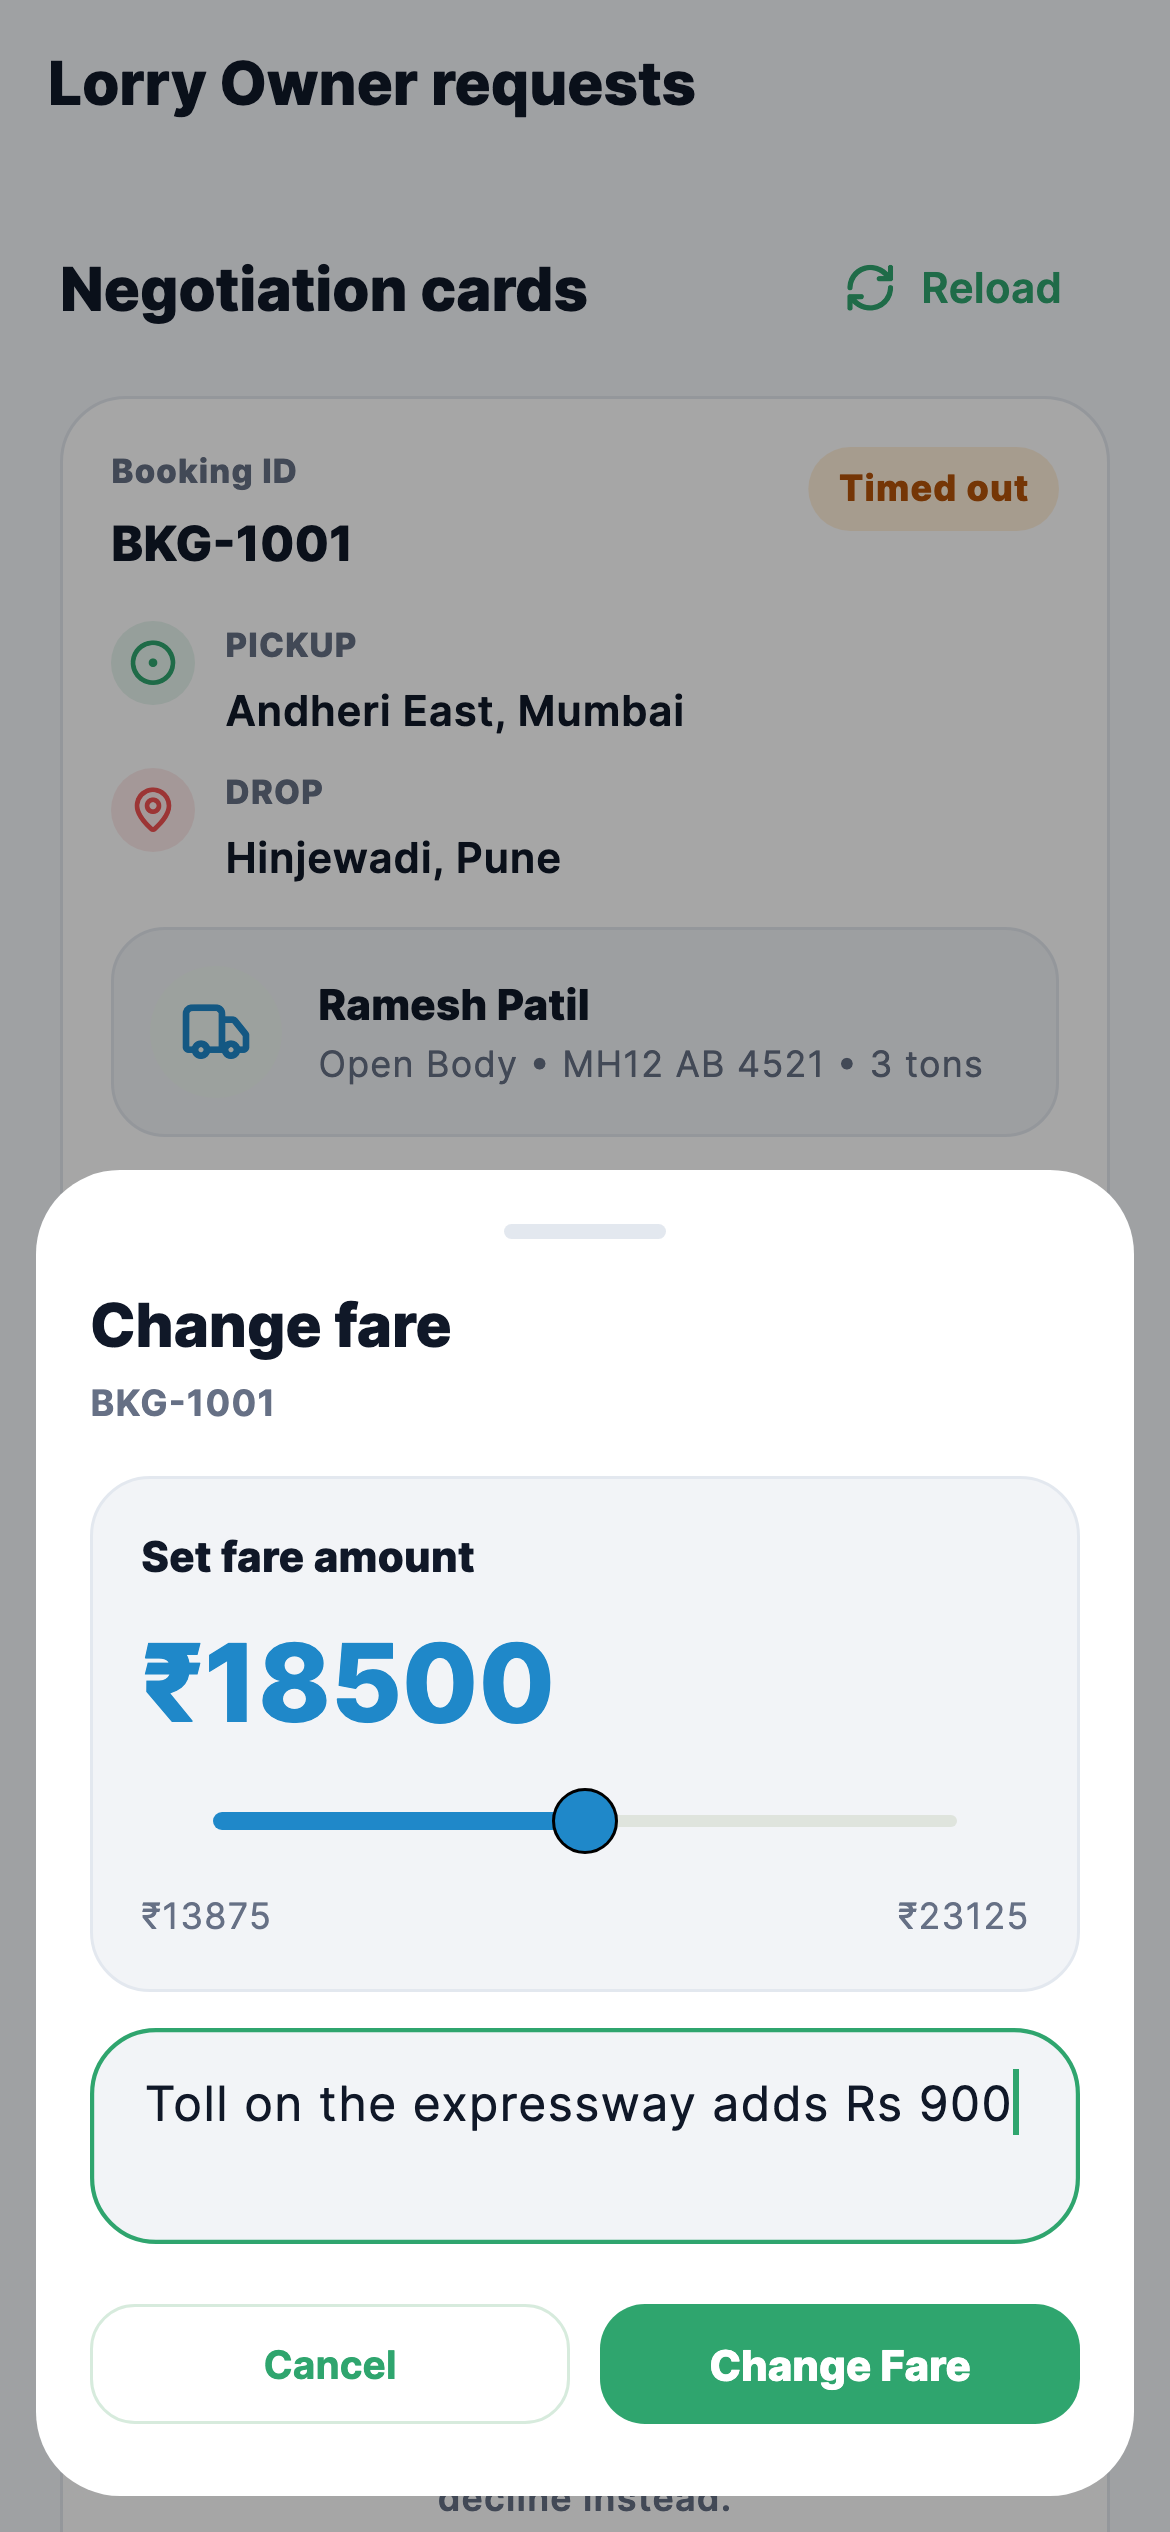 Lorry Owner requests
Negotiation cards
Reload
Booking ID
Timed out
BKG-1001
PICKUP
Andheri East, Mumbai
DROP
Hinjewadi, Pune
Ramesh Patil
Open Body • MH12 AB 4521 • 3 tons
Change fare
BKG-1001
Set fare amount
₹18500
₹13875
₹23125
Toll on the expressway adds Rs 900
Cancel
Change Fare
decline instead.